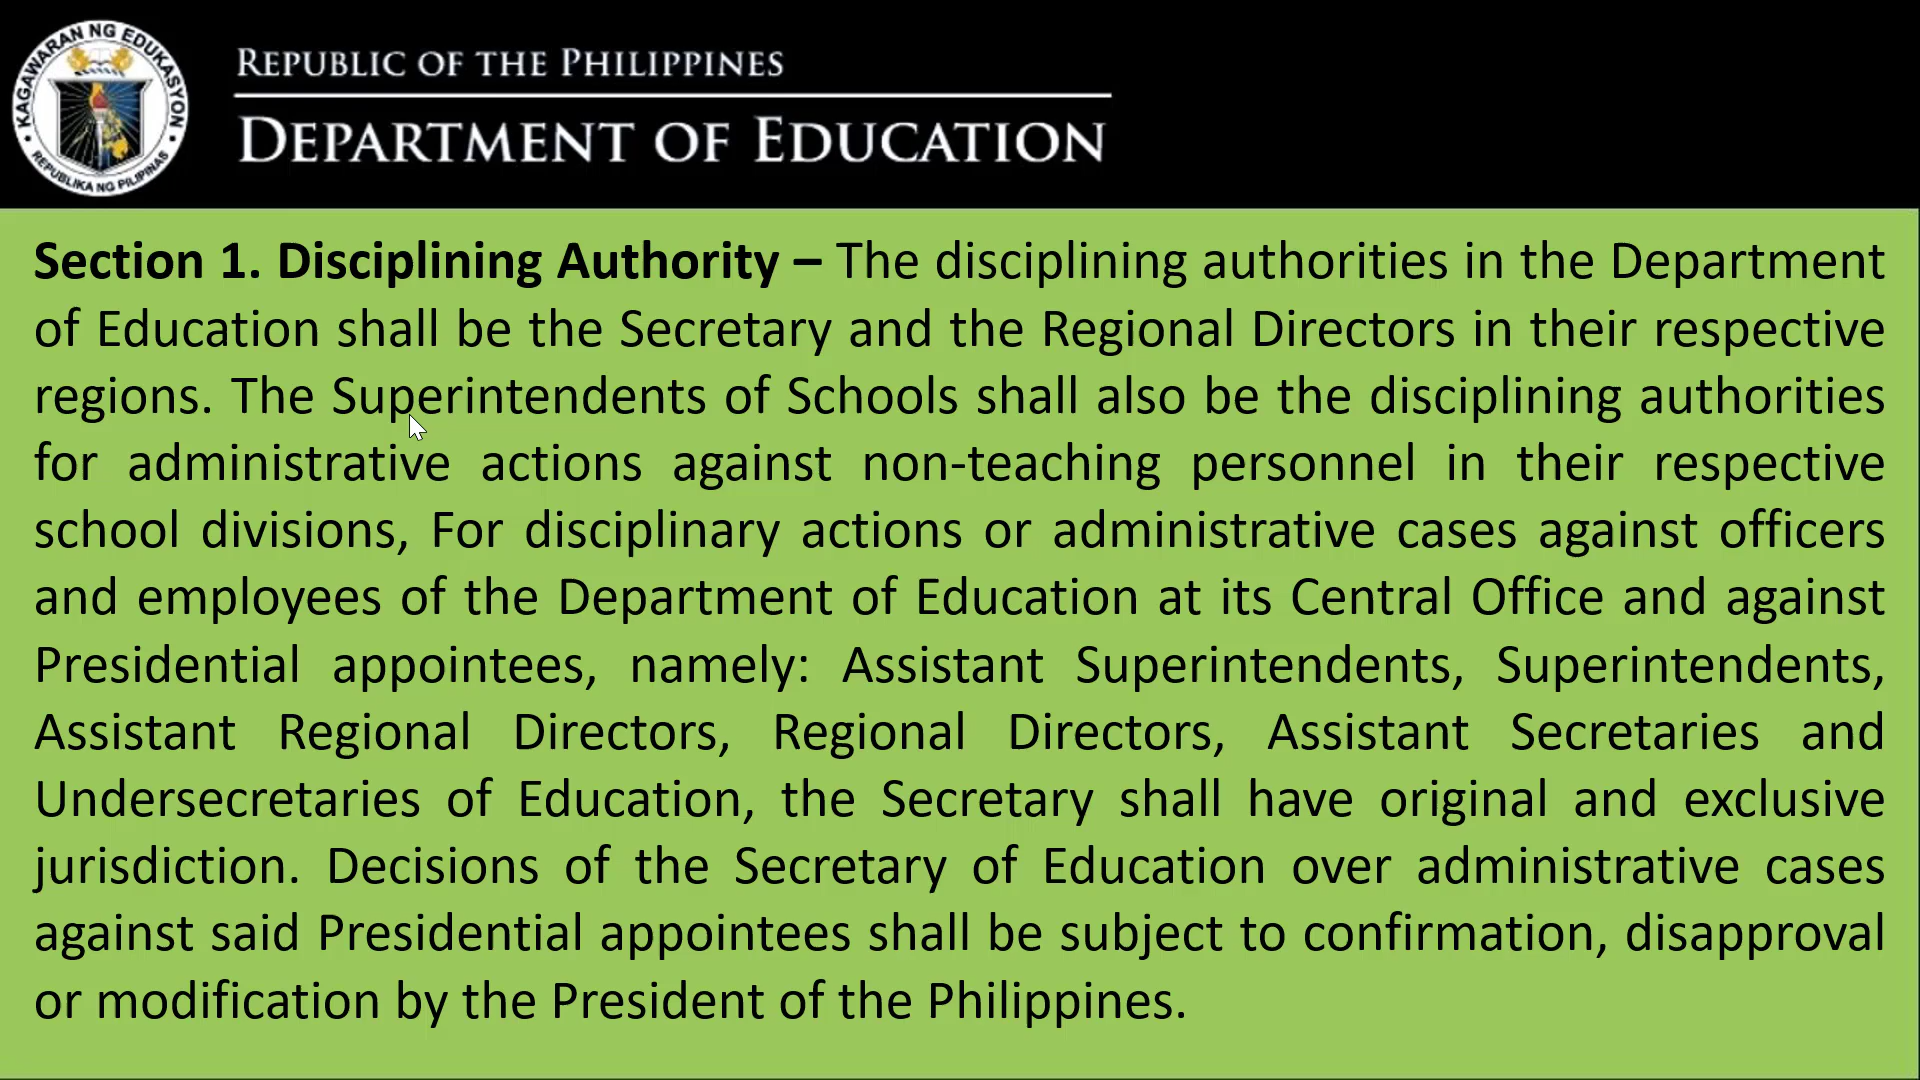 KAGAWARAN NG EDUKASYON
REPUBLIKA NG PILIPINAS
REPUBLIC OF THE PHILIPPINES
DEPARTMENT OF EDUCATION
Section 1. Disciplining Authority – The disciplining authorities in the Department
of Education shall be the Secretary and the Regional Directors in their respective
regions. The Superintendents of Schools shall also be the disciplining authorities
for administrative actions against non-teaching personnel in their respective
school divisions, For disciplinary actions or administrative cases against officers
and employees of the Department of Education at its Central Office and against
Presidential appointees, namely: Assistant Superintendents, Superintendents,
Assistant Regional Directors, Regional Directors, Assistant Secretaries and
Undersecretaries of Education, the Secretary shall have original and exclusive
jurisdiction. Decisions of the Secretary of Education over administrative cases
against said Presidential appointees shall be subject to confirmation, disapproval
or modification by the President of the Philippines.